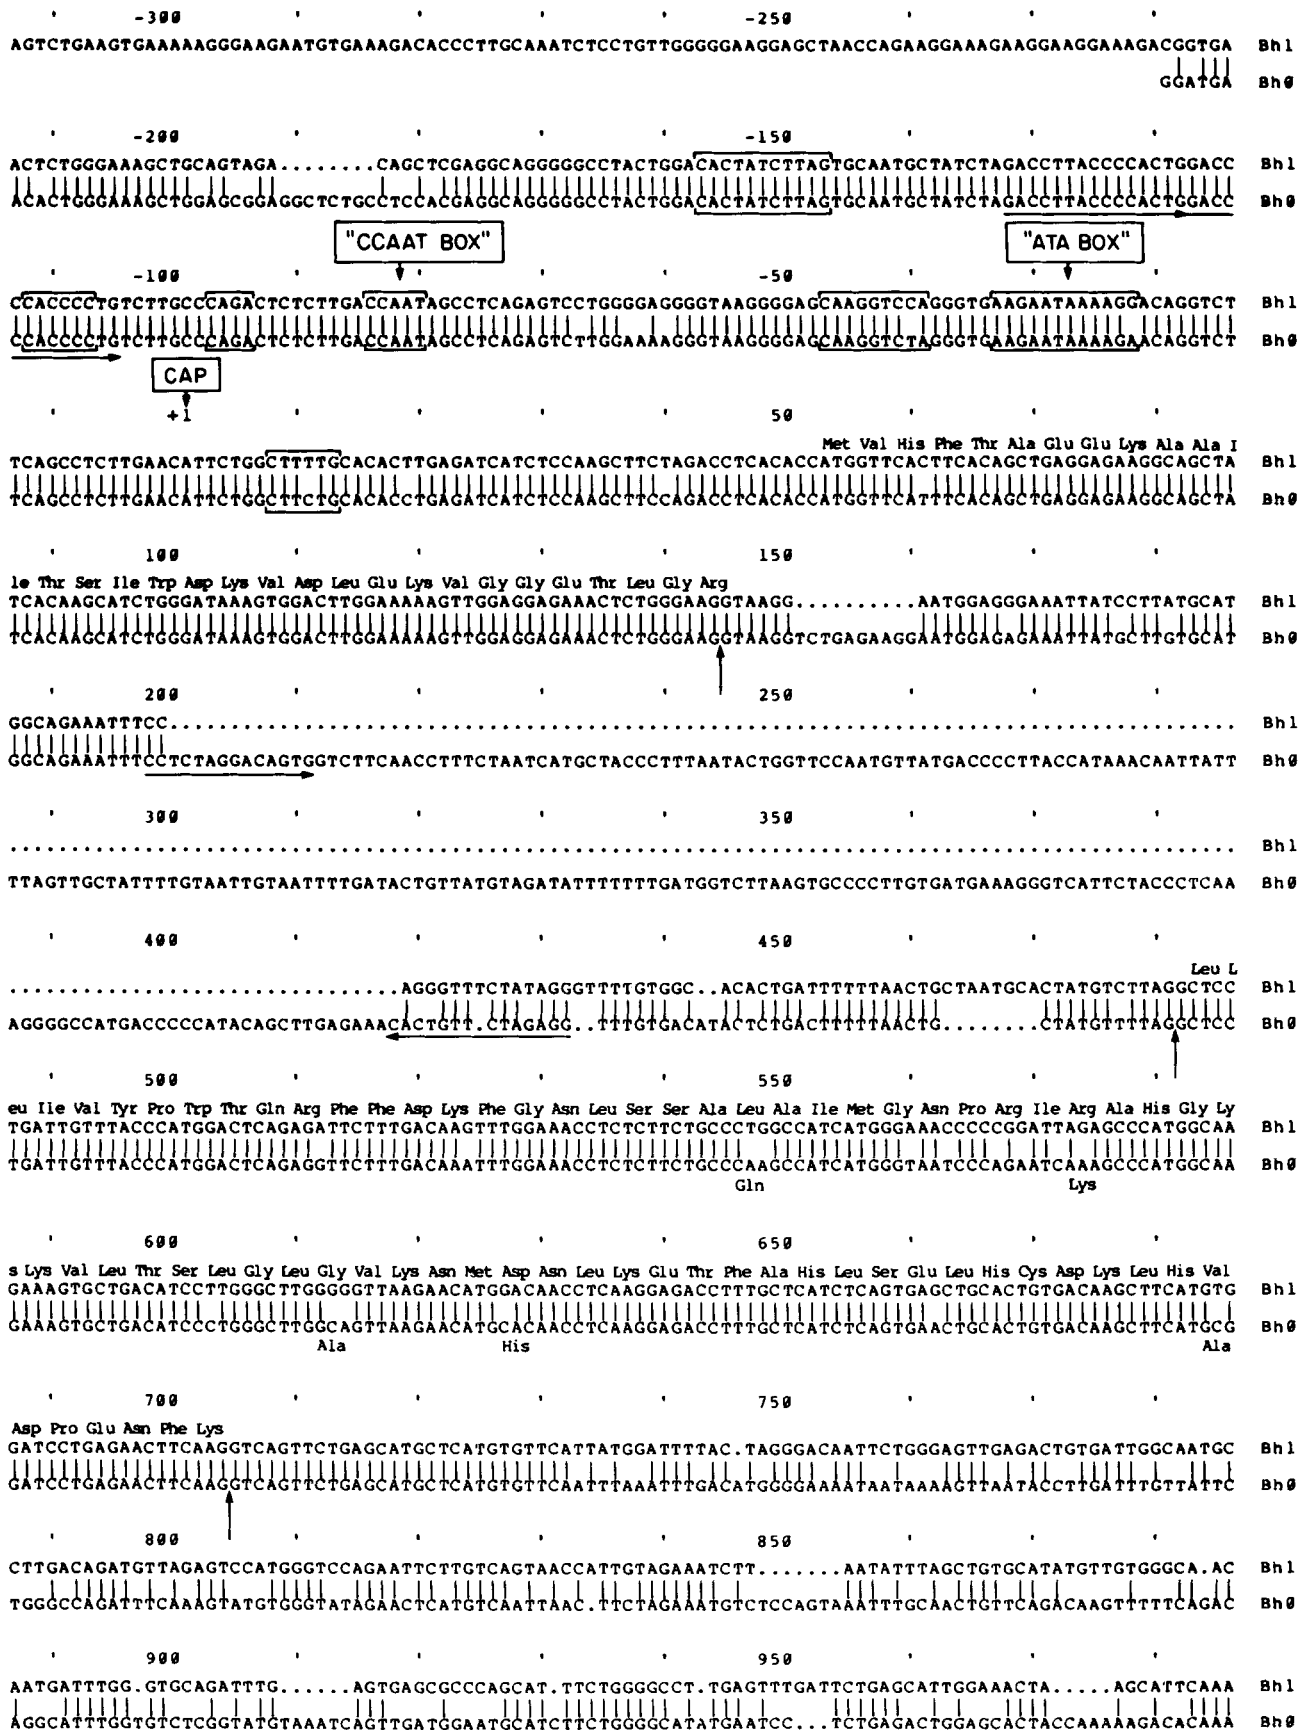 -300 -250
AGTCTGAAGTGAAAAAGGGAAGAATGTGAAAGACACCCTTGCAAATCTCCTGTTGGGGGAAGGAGCTAACCAGAAGGAAAGAAGGAAGGAAAGACGGTGA Bh1
GGATGA Bh0
-200 -150
ACTCTGGGAAAGCTGCAGTAGA........CAGCTCGAGGCAGGGGGCCTACTGGACACTATCTTAGTGCAATGCTATCTAGACCTTACCCCACTGGACC Bh1
ACACTGGGAAAGCTGGAGCGGAGGCTCTGCCTCCACGAGGCAGGGGGCCTACTGGACACTATCTTAGTGCAATGCTATCTAGACCTTACCCCACTGGACC Bh0
"CCAAT BOX" "ATA BOX"
-100 -50
CCACCCCTGTCTTGCCCAGACTCTCTTGACCAATAGCCTCAGAGTCCTGGGGAGGGGTAAGGGGAGCAAGGTCCAGGGTGAAGAATAAAAGGACAGGTCT Bh1
CCACCCCTGTCTTGCCCAGACTCTCTTGACCAATAGCCTCAGAGTCTTGGAAAAGGGTAAGGGGAGCAAGGTCTAGGGTGAAGAATAAAAGAACAGGTCT Bh0
CAP
+1 50
Met Val His Phe Thr Ala Glu Glu Lys Ala Ala I
TCAGCCTCTTGAACATTCTGGCTTTTGCACACTTGAGATCATCTCCAAGCTTCTAGACCTCACACCATGGTTCACTTCACAGCTGAGGAGAAGGCAGCTA Bh1
TCAGCCTCTTGAACATTCTGGCTTCTGCACACCTGAGATCATCTCCAAGCTTCCAGACCTCACACCATGGTTCATTTCACAGCTGAGGAGAAGGCAGCTA Bh0
100 150
le Thr Ser Ile Trp Asp Lys Val Asp Leu Glu Lys Val Gly Gly Glu Thr Leu Gly Arg
TCACAAGCATCTGGGATAAAGTGGACTTGGAAAAAGTTGGAGGAGAAACTCTGGGAAGGTAAGG..........AATGGAGGGAAATTATCCTTATGCAT Bh1
TCACAAGCATCTGGGATAAAGTGGACTTGGAAAAAGTTGGAGGAGAAACTCTGGGAAGGTAAGGTCTGAGAAGGAATGGAGAGAAATTATGCTTGTGCAT Bh0
200 250
GGCAGAAATTTCC....................................................................................... Bh1
GGCAGAAATTTCCTCTAGGACAGTGGTCTTCAACCTTTCTAATCATGCTACCCTTTAATACTGGTTCCAATGTTATGACCCCTTACCATAAACAATTATT Bh0
300 350
.................................................................................................... Bh1
TTAGTTGCTATTTTGTAATTGTAATTTTGATACTGTTATGTAGATATTTTTTTGATGGTCTTAAGTGCCCCTTGTGATGAAAGGGTCATTCTACCCTCAA Bh0
400 450
Leu L
................................AGGGTTTCTATAGGGTTTTGTGGC..ACACTGATTTTTTAACTGCTAATGCACTATGTCTTAGGCTCC Bh1
AGGGGCCATGACCCCCATACAGCTTGAGAAACACTGTT.CTAGAGG..TTTGTGACATACTCTGACTTTTTAACTG........CTATGTTTTAGGCTCC Bh0
500 550
eu Ile Val Tyr Pro Trp Thr Gln Arg Phe Phe Asp Lys Phe Gly Asn Leu Ser Ser Ala Leu Ala Ile Met Gly Asn Pro Arg Ile Arg Ala His Gly Ly
TGATTGTTTACCCATGGACTCAGAGATTCTTTGACAAGTTTGGAAACCTCTCTTCTGCCCTGGCCATCATGGGAAACCCCCGGATTAGAGCCCATGGCAA Bh1
TGATTGTTTACCCATGGACTCAGAGGTTCTTTGACAAATTTGGAAACCTCTCTTCTGCCCAAGCCATCATGGGTAATCCCAGAATCAAAGCCCATGGCAA Bh0
Gln Lys
600 650
s Lys Val Leu Thr Ser Leu Gly Leu Gly Val Lys Asn Met Asp Asn Leu Lys Glu Thr Phe Ala His Leu Ser Glu Leu His Cys Asp Lys Leu His Val
GAAAGTGCTGACATCCTTGGGCTTGGGGGTTAAGAACATGGACAACCTCAAGGAGACCTTTGCTCATCTCAGTGAGCTGCACTGTGACAAGCTTCATGTG Bh1
GAAAGTGCTGACATCCCTGGGCTTGGCAGTTAAGAACATGCACAACCTCAAGGAGACCTTTGCTCATCTCAGTGAACTGCACTGTGACAAGCTTCATGCG Bh0
Ala His Ala
700 750
Asp Pro Glu Asn Phe Lys
GATCCTGAGAACTTCAAGGTCAGTTCTGAGCATGCTCATGTGTTCATTATGGATTTTAC.TAGGGACAATTCTGGGAGTTGAGACTGTGATTGGCAATGC Bh1
GATCCTGAGAACTTCAAGGTCAGTTCTGAGCATGCTCATGTGTTCAATTTAAATTTGACATGGGGAAAATAATAAAAGTTAATACCTTGATTTGTTATTC Bh0
800 850
CTTGACAGATGTTAGAGTCCATGGGTCCAGAATTCTTGTCAGTAACCATTGTAGAAATCTT.......AATATTTAGCTGTGCATATGTTGTGGGCA.AC Bh1
TGGGCCAGATTTCAAAGTATGTGGGTATAGAACTCATGTCAATTAAC.TTCTAGAAATGTCTCCAGTAAATTTGCAACTGTTCAGACAAGTTTTTCAGAC Bh0
900 950
AATGATTTGG.GTGCAGATTTG......AGTGAGCGCCCAGCAT.TTCTGGGGCCT.TGAGTTTGATTCTGAGCATTGGAAACTA.....AGCATTCAAA Bh1
AGGCATTTGGTGTCTCGGTATGTAAATCAGTTGATGGAATGCATCTTCTGGGGCATATGAATCC...TCTGAGACTGGAGCACTACCAAAAAGACACAAA Bh0